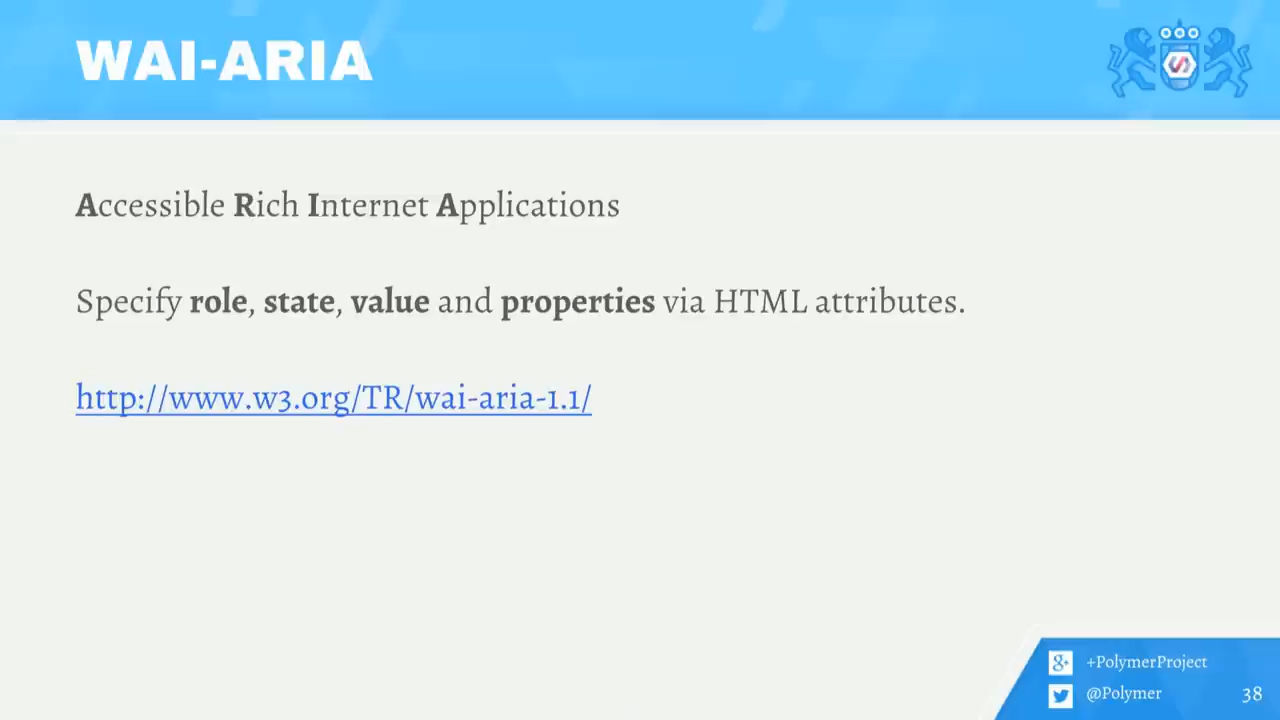 WAI-ARIA
Accessible Rich Internet Applications
Specify role, state, value and properties via HTML attributes.
http://www.w3.org/TR/wai-aria-1.1/
+PolymerProject
@Polymer
38